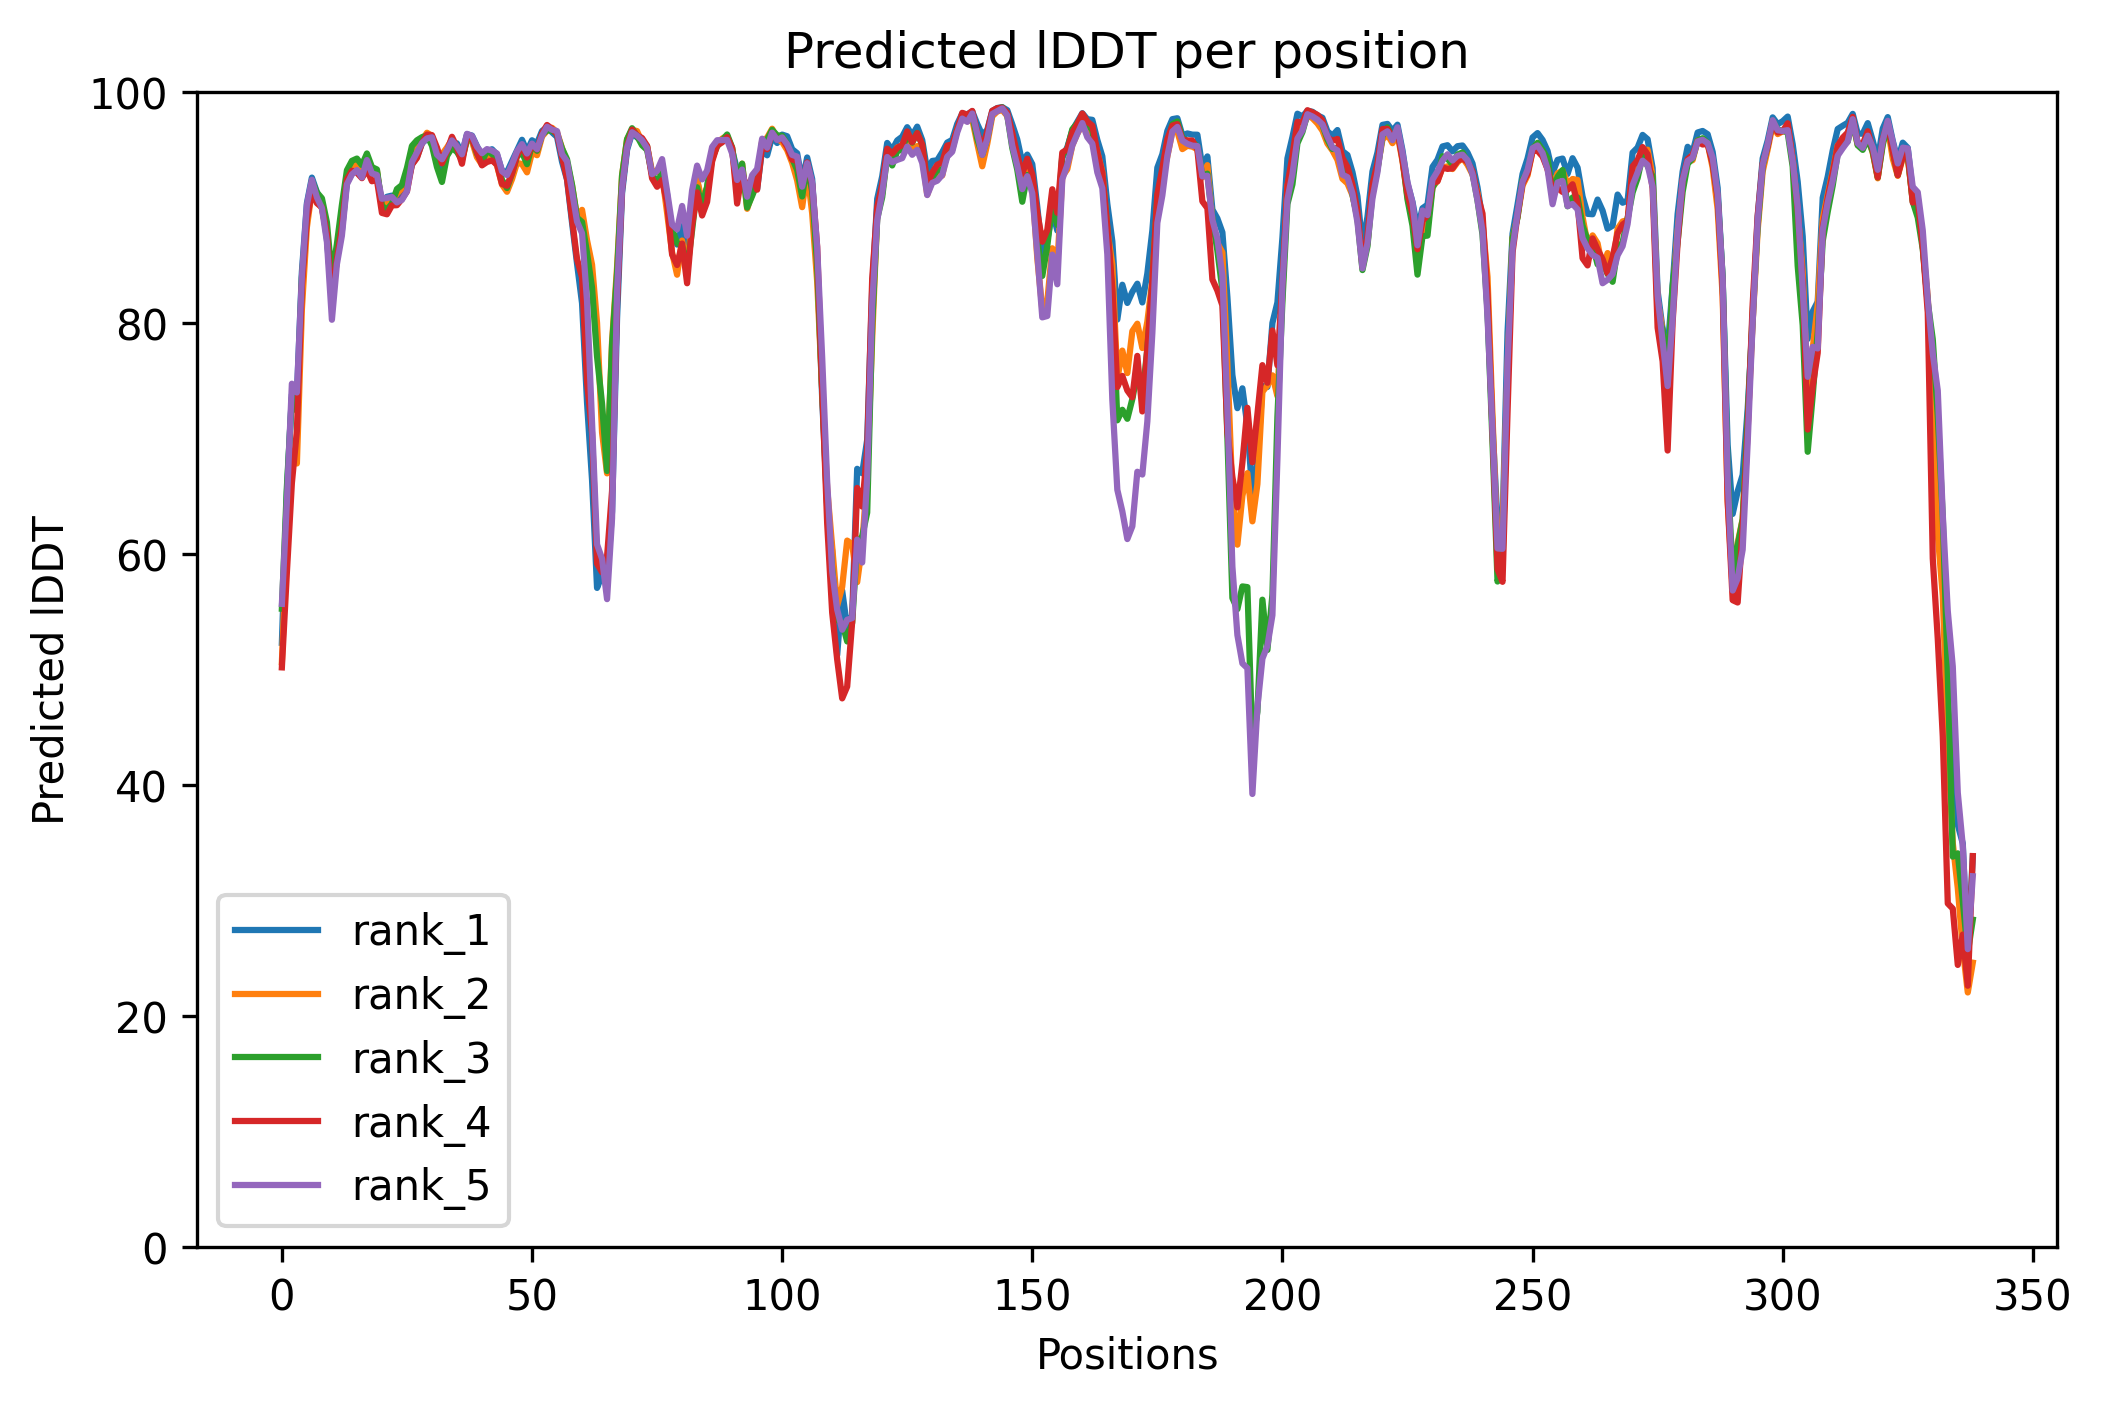 Predicted lDDT per position
100
80
60
40
20
0
Predicted lDDT
rank_1
rank_2
rank_3
rank_4
rank_5
0 50 100 150 200 250 300 350
Positions